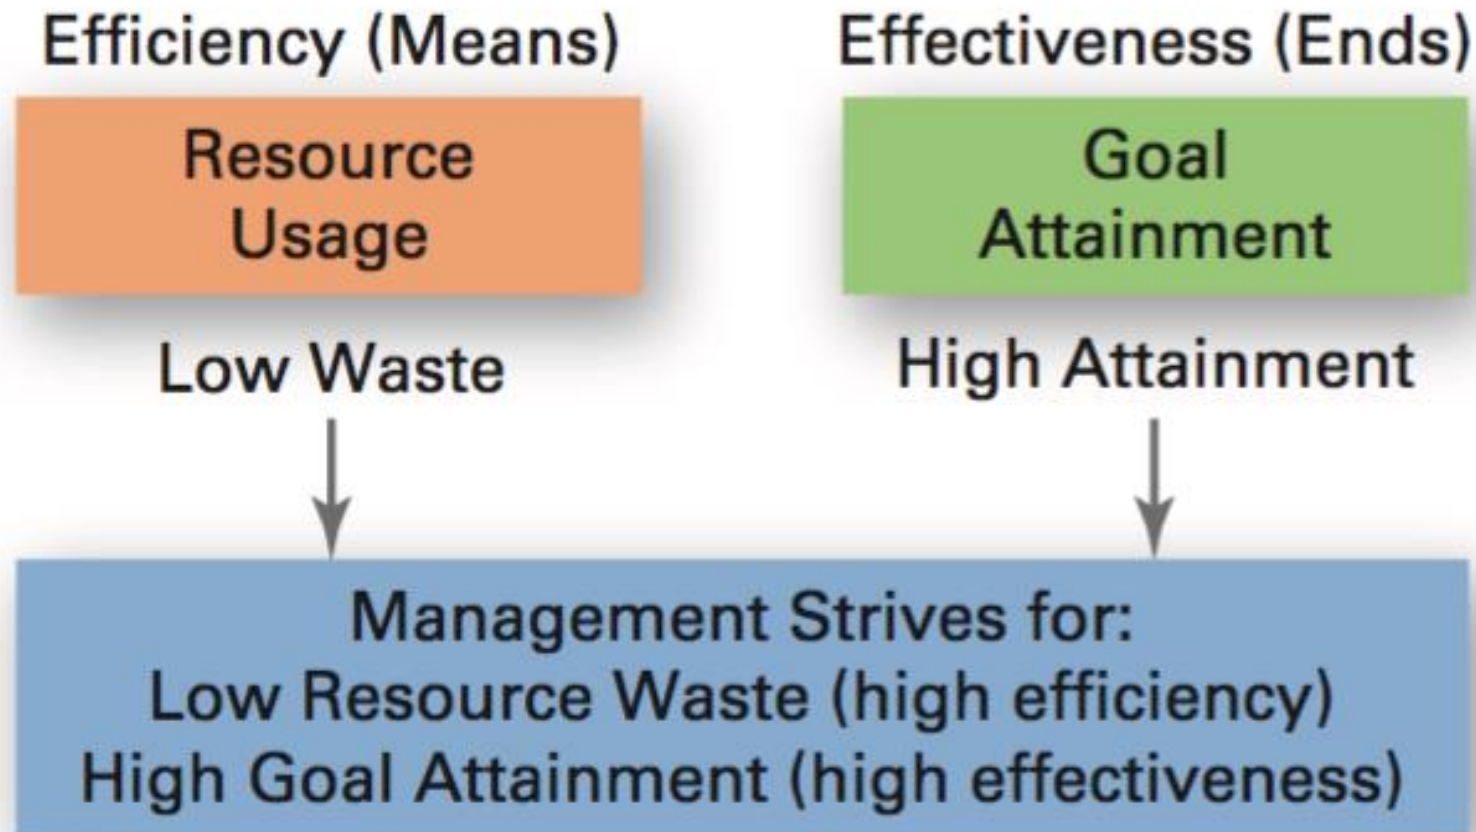 Efficiency (Means)
Resource
Usage
Low Waste
Effectiveness (Ends)
Goal
Attainment
High Attainment
Management Strives for:
Low Resource Waste (high efficiency)
High Goal Attainment (high effectiveness)